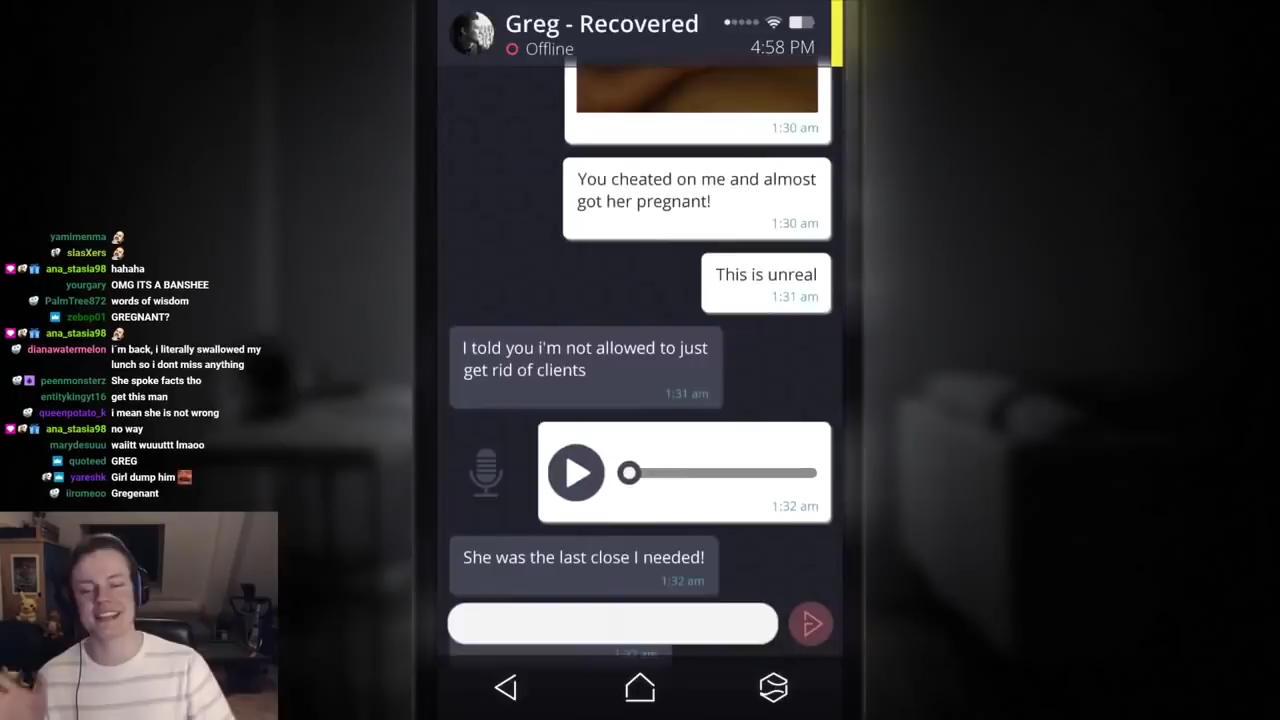 Greg - Recovered
Offline
4:58 PM
1:30 am
You cheated on me and almost
got her pregnant!
1:30 am
This is unreal
1:31 am
I told you i'm not allowed to just
get rid of clients
1:31 am
1:32 am
She was the last close I needed!
1:32 am
1:32 am
yamimenma
slasXers
ana_stasia98 hahaha
yourgary OMG ITS A BANSHEE
PalmTree872 words of wisdom
zebop01 GREGNANT?
ana_stasia98
dianawatermelon i´m back, i literally swallowed my
lunch so i dont miss anything
peenmonsterz She spoke facts tho
entitykingyt16 get this man
queenpotato_k i mean she is not wrong
ana_stasia98 no way
marydesuuu waiitt wuuuttt lmaoo
quoteed GREG
yareshk Girl dump him
iiromeoo Gregenant